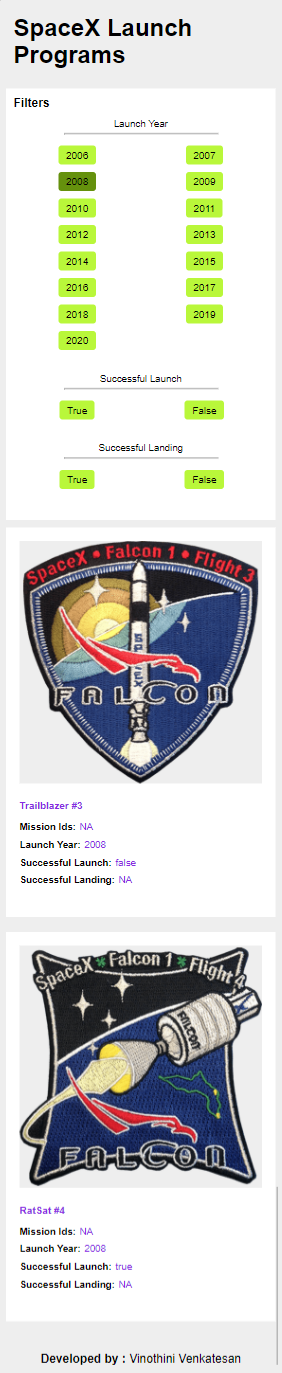 SpaceX Launch
Programs
Filters
Launch Year
2006 2007
2008 2009
2010 2011
2012 2013
2014 2015
2016 2017
2018 2019
2020
Successful Launch
True False
Successful Landing
True False
SpaceX • Falcon 1 • Flight 3
SPACEX
FALCON
Trailblazer #3
Mission Ids: NA
Launch Year: 2008
Successful Launch: false
Successful Landing: NA
SpaceX Falcon 1 Flight 4
FALCON
FALCON
RatSat #4
Mission Ids: NA
Launch Year: 2008
Successful Launch: true
Successful Landing: NA
Developed by : Vinothini Venkatesan